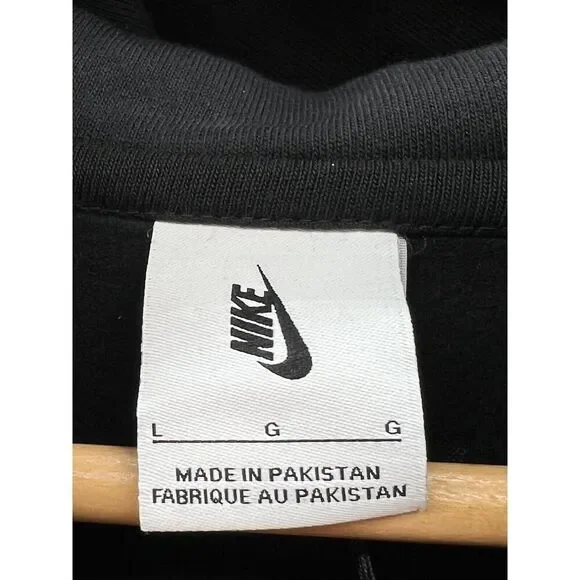 NIKE
L G G
MADE IN PAKISTAN
FABRIQUE AU PAKISTAN